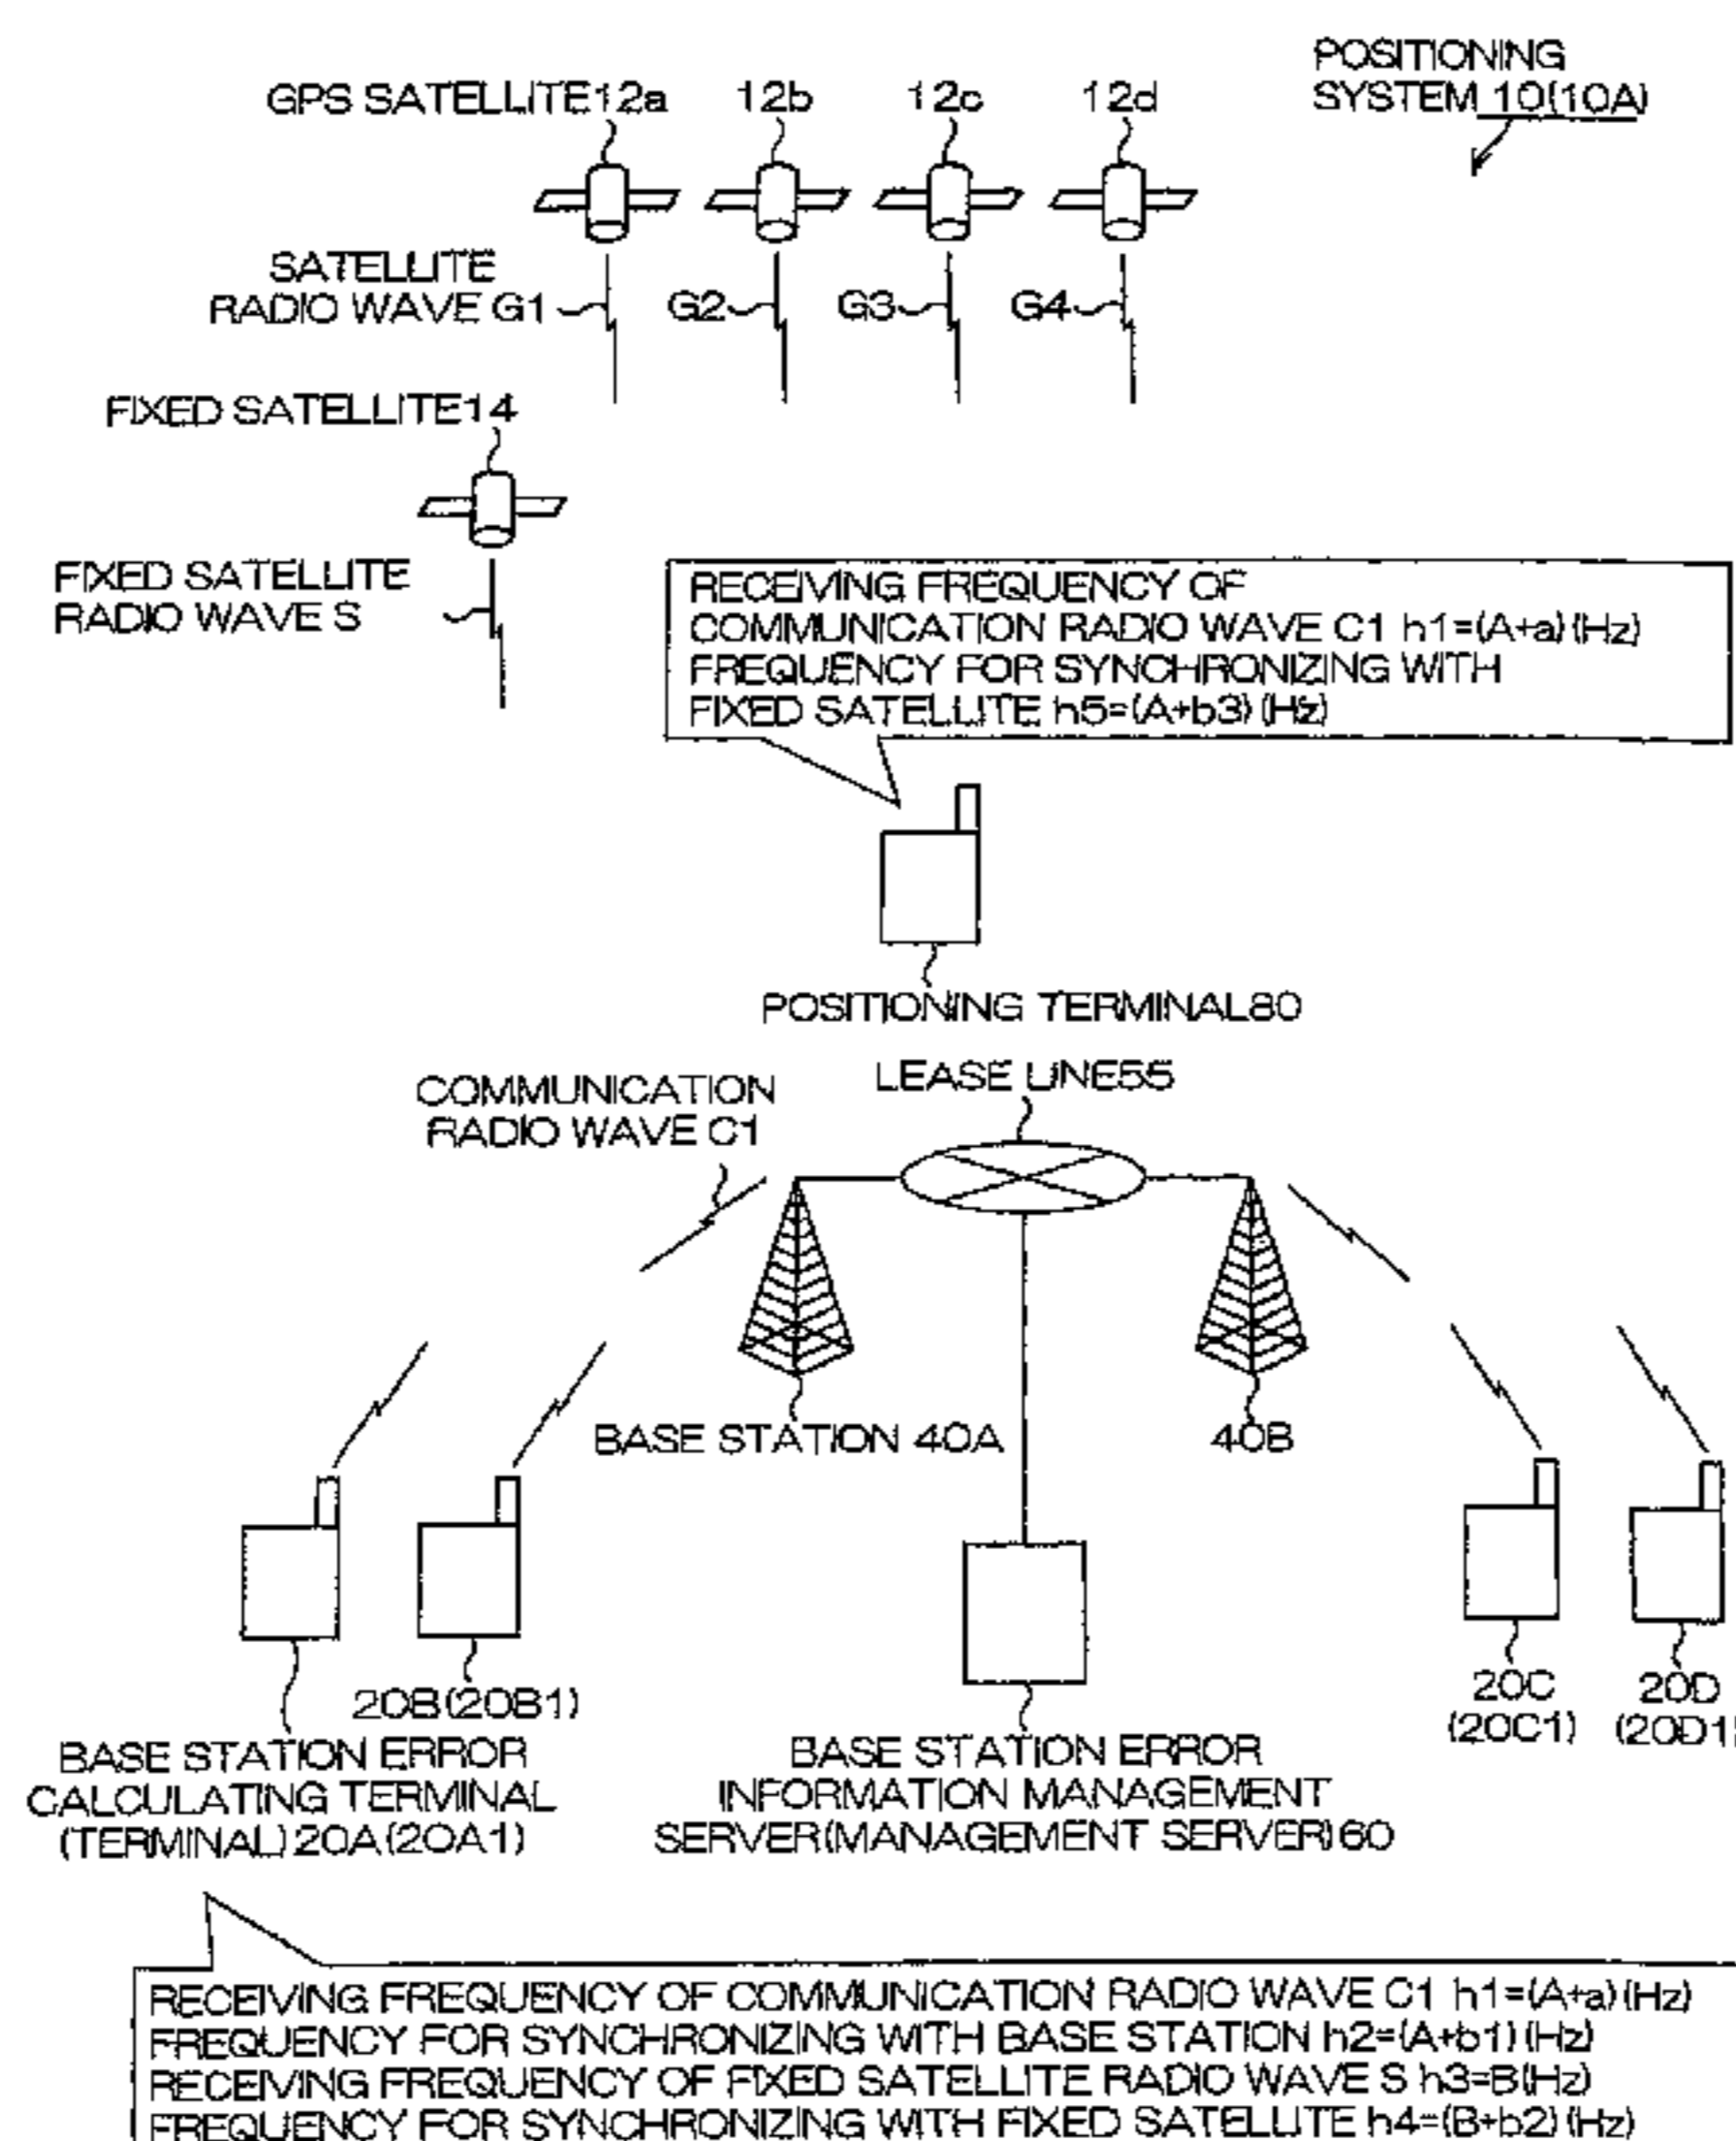 POSITIONING
SYSTEM 10(10A)
GPS SATELLITE12a
12b
12c
12d
SATELLITE
RADIO WAVE G1
G2
G3
G4
FIXED SATELLITE14
FIXED SATELLITE
RADIO WAVE S
RECEIVING FREQUENCY OF
COMMUNICATION RADIO WAVE C1 h1=(A+a)(Hz)
FREQUENCY FOR SYNCHRONIZING WITH
FIXED SATELLITE h5=(A+b3)(Hz)
POSITIONING TERMINAL80
COMMUNICATION
RADIO WAVE C1
LEASE LINE55
BASE STATION 40A
40B
20B(20B1)
20C
(20C1)
20D
(20D1)
BASE STATION ERROR
CALCULATING TERMINAL
(TERMINAL)20A(20A1)
BASE STATION ERROR
INFORMATION MANAGEMENT
SERVER(MANAGEMENT SERVER)60
RECEIVING FREQUENCY OF COMMUNICATION RADIO WAVE C1 h1=(A+a)(Hz)
FREQUENCY FOR SYNCHRONIZING WITH BASE STATION h2=(A+b1)(Hz)
RECEIVING FREQUENCY OF FIXED SATELLITE RADIO WAVE S h3=B(Hz)
FREQUENCY FOR SYNCHRONIZING WITH FIXED SATELLITE h4=(B+b2)(Hz)